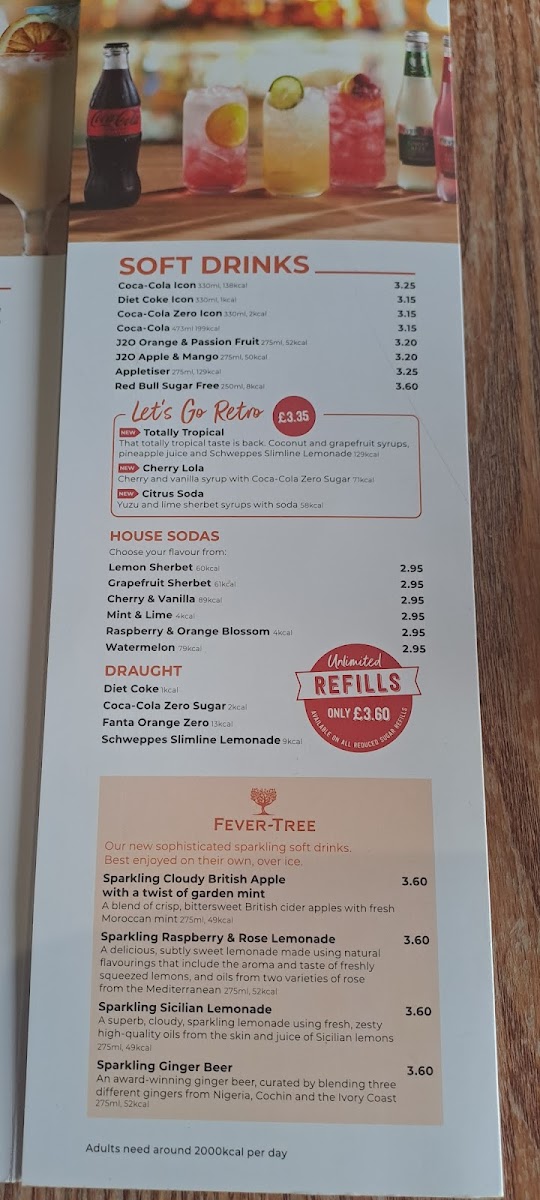 Coca-Cola
SOFT DRINKS
Coca-Cola Icon 330ml, 138kcal 3.25
Diet Coke Icon 330ml, 1kcal 3.15
Coca-Cola Zero Icon 330ml, 2kcal 3.15
Coca-Cola 473ml 199kcal 3.15
J2O Orange & Passion Fruit 275ml, 52kcal 3.20
J2O Apple & Mango 275ml, 50kcal 3.20
Appletiser 275ml, 129kcal 3.25
Red Bull Sugar Free 250ml, 8kcal 3.60
Let's Go Retro £3.35
NEW Totally Tropical
That totally tropical taste is back. Coconut and grapefruit syrups,
pineapple juice and Schweppes Slimline Lemonade 129kcal
NEW Cherry Lola
Cherry and vanilla syrup with Coca-Cola Zero Sugar 71kcal
NEW Citrus Soda
Yuzu and lime sherbet syrups with soda 58kcal
HOUSE SODAS
Choose your flavour from:
Lemon Sherbet 60kcal 2.95
Grapefruit Sherbet 61kcal 2.95
Cherry & Vanilla 89kcal 2.95
Mint & Lime 4kcal 2.95
Raspberry & Orange Blossom 4kcal 2.95
Watermelon 79kcal 2.95
DRAUGHT
Diet Coke 1kcal
Coca-Cola Zero Sugar 2kcal
Fanta Orange Zero 13kcal
Schweppes Slimline Lemonade 9kcal
Unlimited
REFILLS
ONLY £3.60
AVAILABLE ON ALL REDUCED SUGAR REFILLS
FEVER-TREE
Our new sophisticated sparkling soft drinks.
Best enjoyed on their own, over ice.
Sparkling Cloudy British Apple 3.60
with a twist of garden mint
A blend of crisp, bittersweet British cider apples with fresh
Moroccan mint 275ml, 49kcal
Sparkling Raspberry & Rose Lemonade 3.60
A delicious, subtly sweet lemonade made using natural
flavourings that include the aroma and taste of freshly
squeezed lemons, and oils from two varieties of rose
from the Mediterranean 275ml, 52kcal
Sparkling Sicilian Lemonade 3.60
A superb, cloudy, sparkling lemonade using fresh, zesty
high-quality oils from the skin and juice of Sicilian lemons
275ml, 49kcal
Sparkling Ginger Beer 3.60
An award-winning ginger beer, curated by blending three
different gingers from Nigeria, Cochin and the Ivory Coast
275ml, 52kcal
Adults need around 2000kcal per day